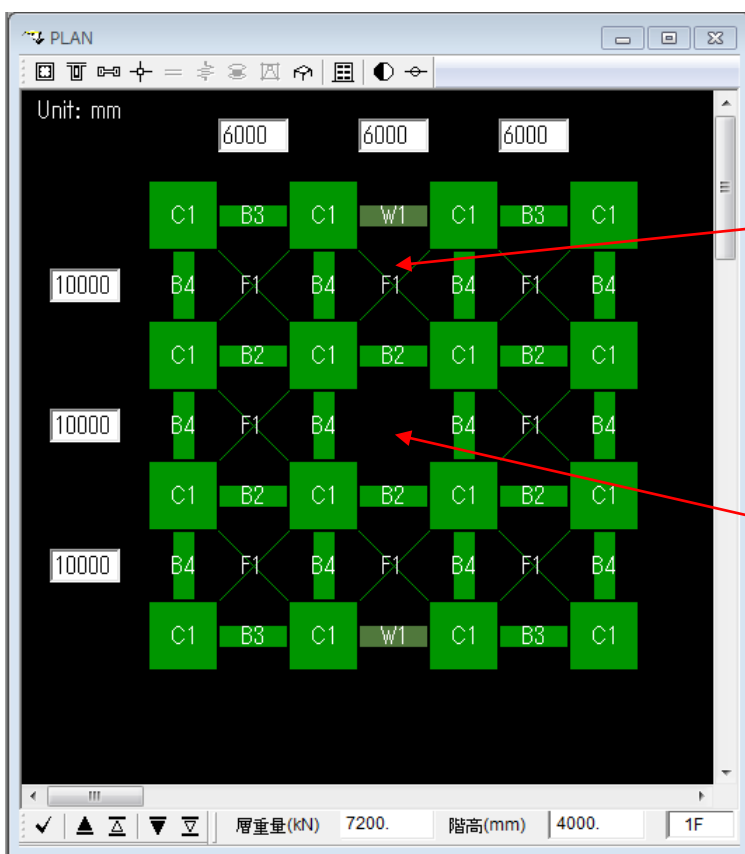 PLAN
Unit: mm
6000 6000 6000
C1 B3 C1 W1 C1 B3 C1
10000 B4 F1 B4 F1 B4 F1 B4
C1 B2 C1 B2 C1 B2 C1
10000 B4 F1 B4 B4 F1 B4
C1 B2 C1 B2 C1 B2 C1
10000 B4 F1 B4 F1 B4 F1 B4
C1 B3 C1 W1 C1 B3 C1
層重量(kN) 7200. 階高(mm) 4000. 1F